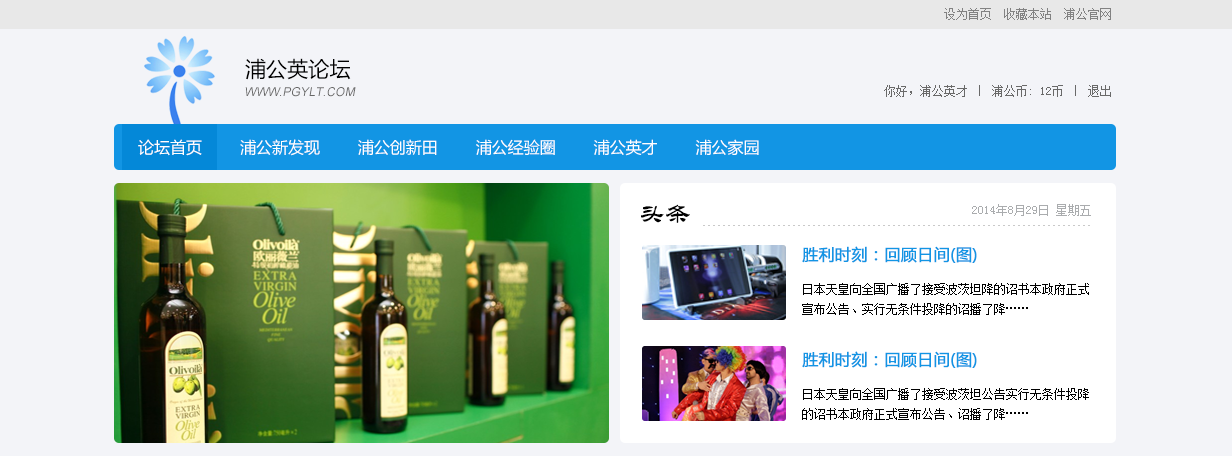 设为首页 收藏本站 浦公官网
浦公英论坛
WWW.PGYLT.COM
你好，浦公英才 | 浦公币：12币 | 退出
论坛首页 浦公新发现 浦公创新田 浦公经验圈 浦公英才 浦公家园
Olivoilà
欧丽薇兰
EXTRA
VIRGIN
Olive
Oil
Olivoilà
EXTRA
VIRGIN
Olive
Oil
头条
2014年8月29日 星期五
胜利时刻：回顾日间(图)
日本天皇向全国广播了接受波茨坦降的诏书本政府正式
宣布公告、实行无条件投降的诏播了降……
胜利时刻：回顾日间(图)
日本天皇向全国广播了接受波茨坦公告实行无条件投降
的诏书本政府正式宣布公告、诏播了降……